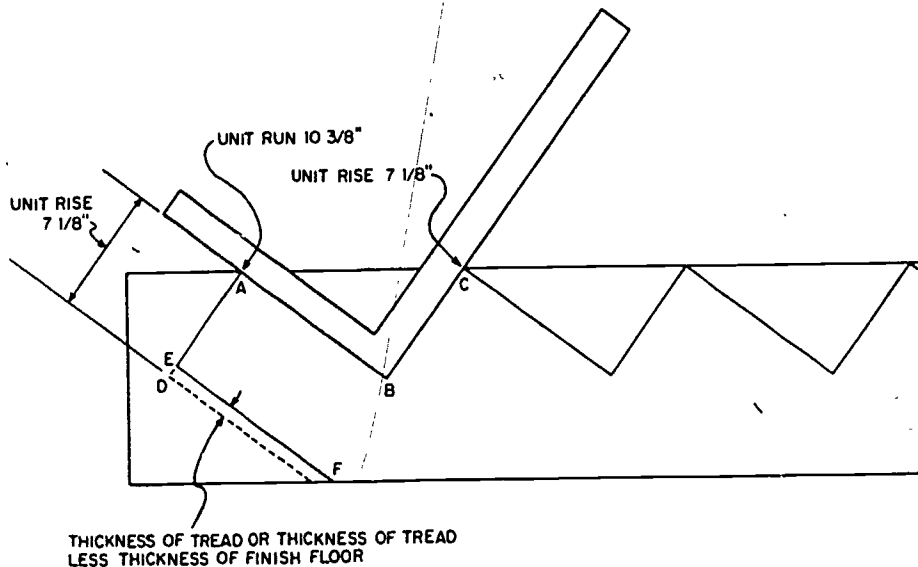 UNIT RUN 10 3/8"
UNIT RISE 7 1/8"
UNIT RISE
7 1/8"
A
C
E
D
B
F
THICKNESS OF TREAD OR THICKNESS OF TREAD
LESS THICKNESS OF FINISH FLOOR